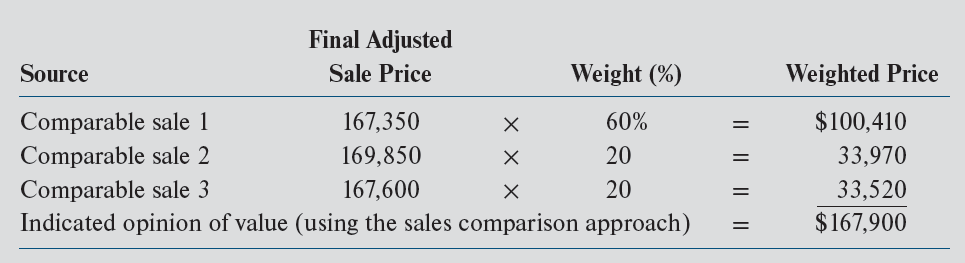 Final Adjusted
Source Sale Price Weight (%) Weighted Price
Comparable sale 1 167,350 × 60% = $100,410
Comparable sale 2 169,850 × 20 = 33,970
Comparable sale 3 167,600 × 20 = 33,520
Indicated opinion of value (using the sales comparison approach) = $167,900